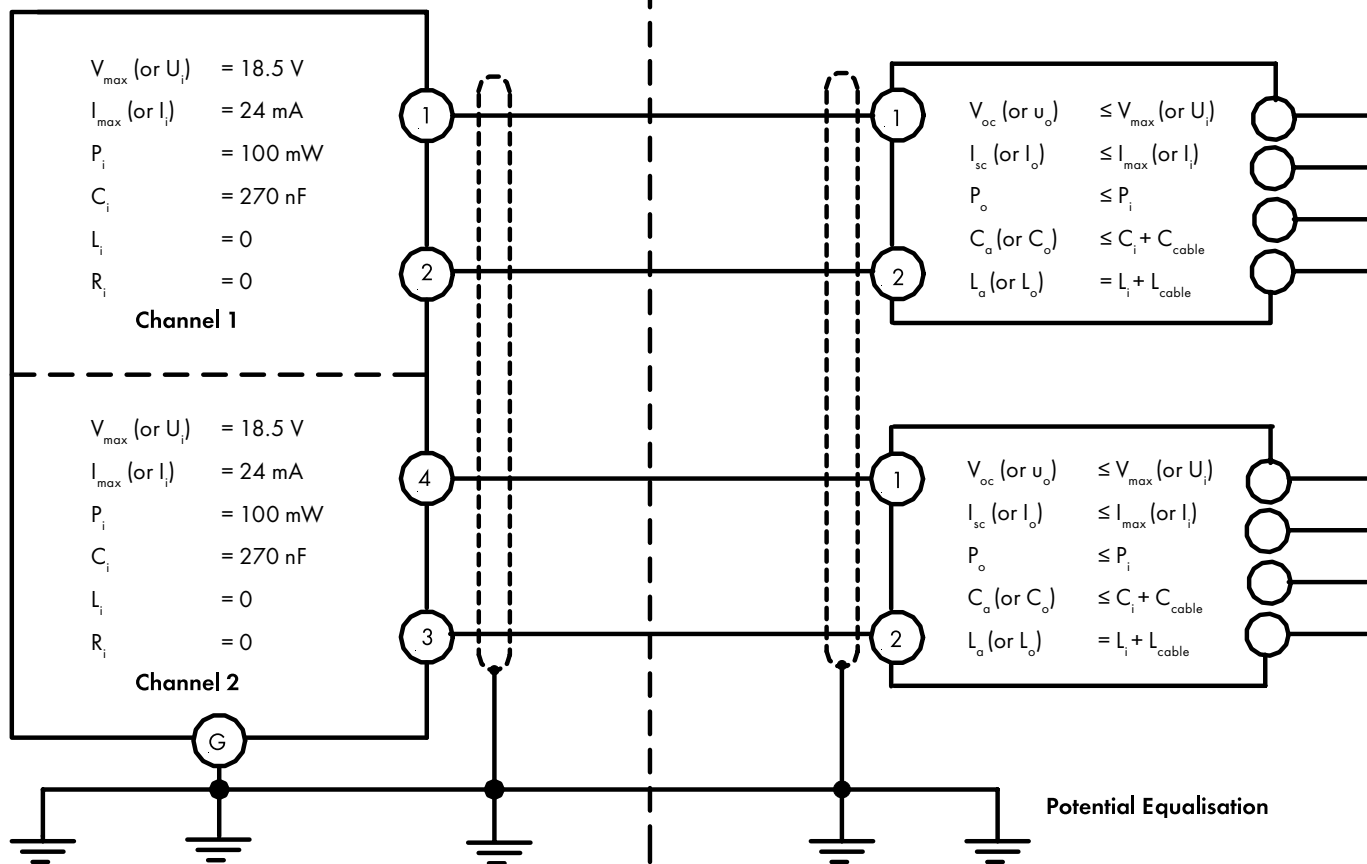 V_max (or U_i) = 18.5 V
I_max (or I_i) = 24 mA
P_i = 100 mW
C_i = 270 nF
L_i = 0
R_i = 0
Channel 1
1
2
1
2
V_oc (or u_o) ≤ V_max (or U_i)
I_sc (or I_o) ≤ I_max (or I_i)
P_o ≤ P_i
C_a (or C_o) ≤ C_i + C_cable
L_a (or L_o) = L_i + L_cable
V_max (or U_i) = 18.5 V
I_max (or I_i) = 24 mA
P_i = 100 mW
C_i = 270 nF
L_i = 0
R_i = 0
Channel 2
4
3
G
1
2
V_oc (or u_o) ≤ V_max (or U_i)
I_sc (or I_o) ≤ I_max (or I_i)
P_o ≤ P_i
C_a (or C_o) ≤ C_i + C_cable
L_a (or L_o) = L_i + L_cable
Potential Equalisation